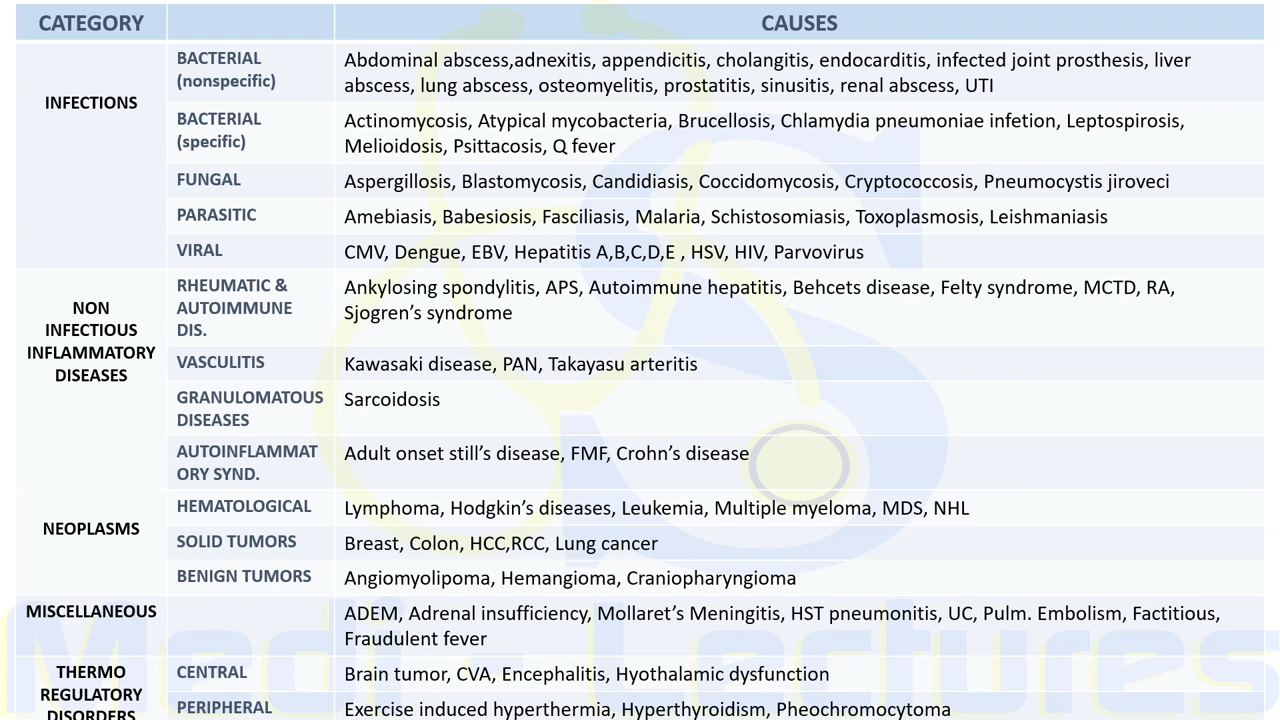 CATEGORY CAUSES
INFECTIONS
BACTERIAL
(nonspecific)
Abdominal abscess,adnexitis, appendicitis, cholangitis, endocarditis, infected joint prosthesis, liver
abscess, lung abscess, osteomyelitis, prostatitis, sinusitis, renal abscess, UTI
BACTERIAL
(specific)
Actinomycosis, Atypical mycobacteria, Brucellosis, Chlamydia pneumoniae infetion, Leptospirosis,
Melioidosis, Psittacosis, Q fever
FUNGAL
Aspergillosis, Blastomycosis, Candidiasis, Coccidomycosis, Cryptococcosis, Pneumocystis jiroveci
PARASITIC
Amebiasis, Babesiosis, Fasciliasis, Malaria, Schistosomiasis, Toxoplasmosis, Leishmaniasis
VIRAL
CMV, Dengue, EBV, Hepatitis A,B,C,D,E , HSV, HIV, Parvovirus
NON
INFECTIOUS
INFLAMMATORY
DISEASES
RHEUMATIC &
AUTOIMMUNE
DIS.
Ankylosing spondylitis, APS, Autoimmune hepatitis, Behcets disease, Felty syndrome, MCTD, RA,
Sjogren’s syndrome
VASCULITIS
Kawasaki disease, PAN, Takayasu arteritis
GRANULOMATOUS
DISEASES
Sarcoidosis
AUTOINFLAMMAT
ORY SYND.
Adult onset still’s disease, FMF, Crohn’s disease
NEOPLASMS
HEMATOLOGICAL
Lymphoma, Hodgkin’s diseases, Leukemia, Multiple myeloma, MDS, NHL
SOLID TUMORS
Breast, Colon, HCC,RCC, Lung cancer
BENIGN TUMORS
Angiomyolipoma, Hemangioma, Craniopharyngioma
MISCELLANEOUS
ADEM, Adrenal insufficiency, Mollaret’s Meningitis, HST pneumonitis, UC, Pulm. Embolism, Factitious,
Fraudulent fever
THERMO
REGULATORY
DISORDERS
CENTRAL
Brain tumor, CVA, Encephalitis, Hyothalamic dysfunction
PERIPHERAL
Exercise induced hyperthermia, Hyperthyroidism, Pheochromocytoma
Medi - Lectures